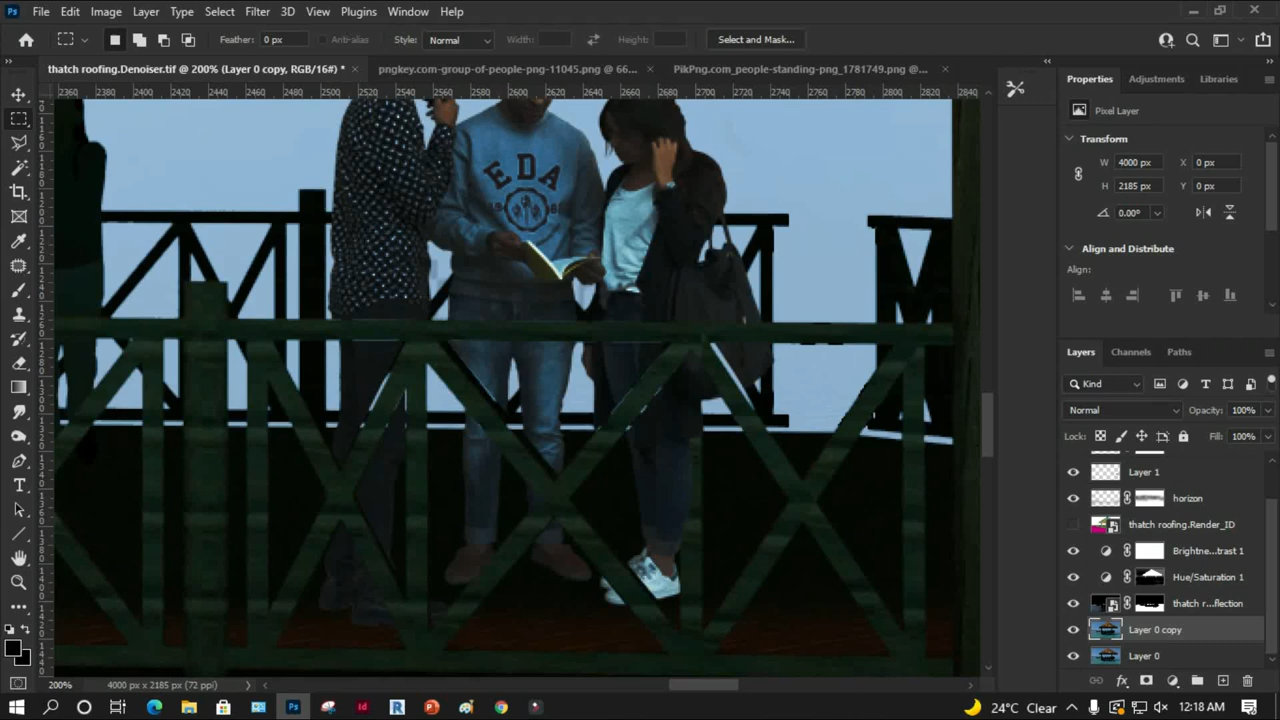 Ps File Edit Image Layer Type Select Filter 3D View Plugins Window Help
Feather: 0 px Anti-alias Style: Normal Width: Height: Select and Mask...
thatch roofing.Denoiser.tif @ 200% (Layer 0 copy, RGB/16#) * × pngkey.com-group-of-people-png-11045.png @ 66... × PikPng.com_people-standing-png_1781749.png @... ×
2360 2380 2400 2420 2440 2460 2480 2500 2520 2540 2560 2580 2600 2620 2640 2660 2680 2700 2720 2740 2760 2780 2800 2820 2840
Properties Adjustments Libraries
Pixel Layer
Transform
W 4000 px X 0 px
H 2185 px Y 0 px
0.00°
Align and Distribute
Align:
EDA
Layers Channels Paths
Kind
Normal Opacity: 100%
Lock: Fill: 100%
Layer 1
horizon
thatch roofing.Render_ID
Brightne...trast 1
Hue/Saturation 1
thatch r...flection
Layer 0 copy
Layer 0
200% 4000 px x 2185 px (72 ppi)
24°C Clear 12:18 AM